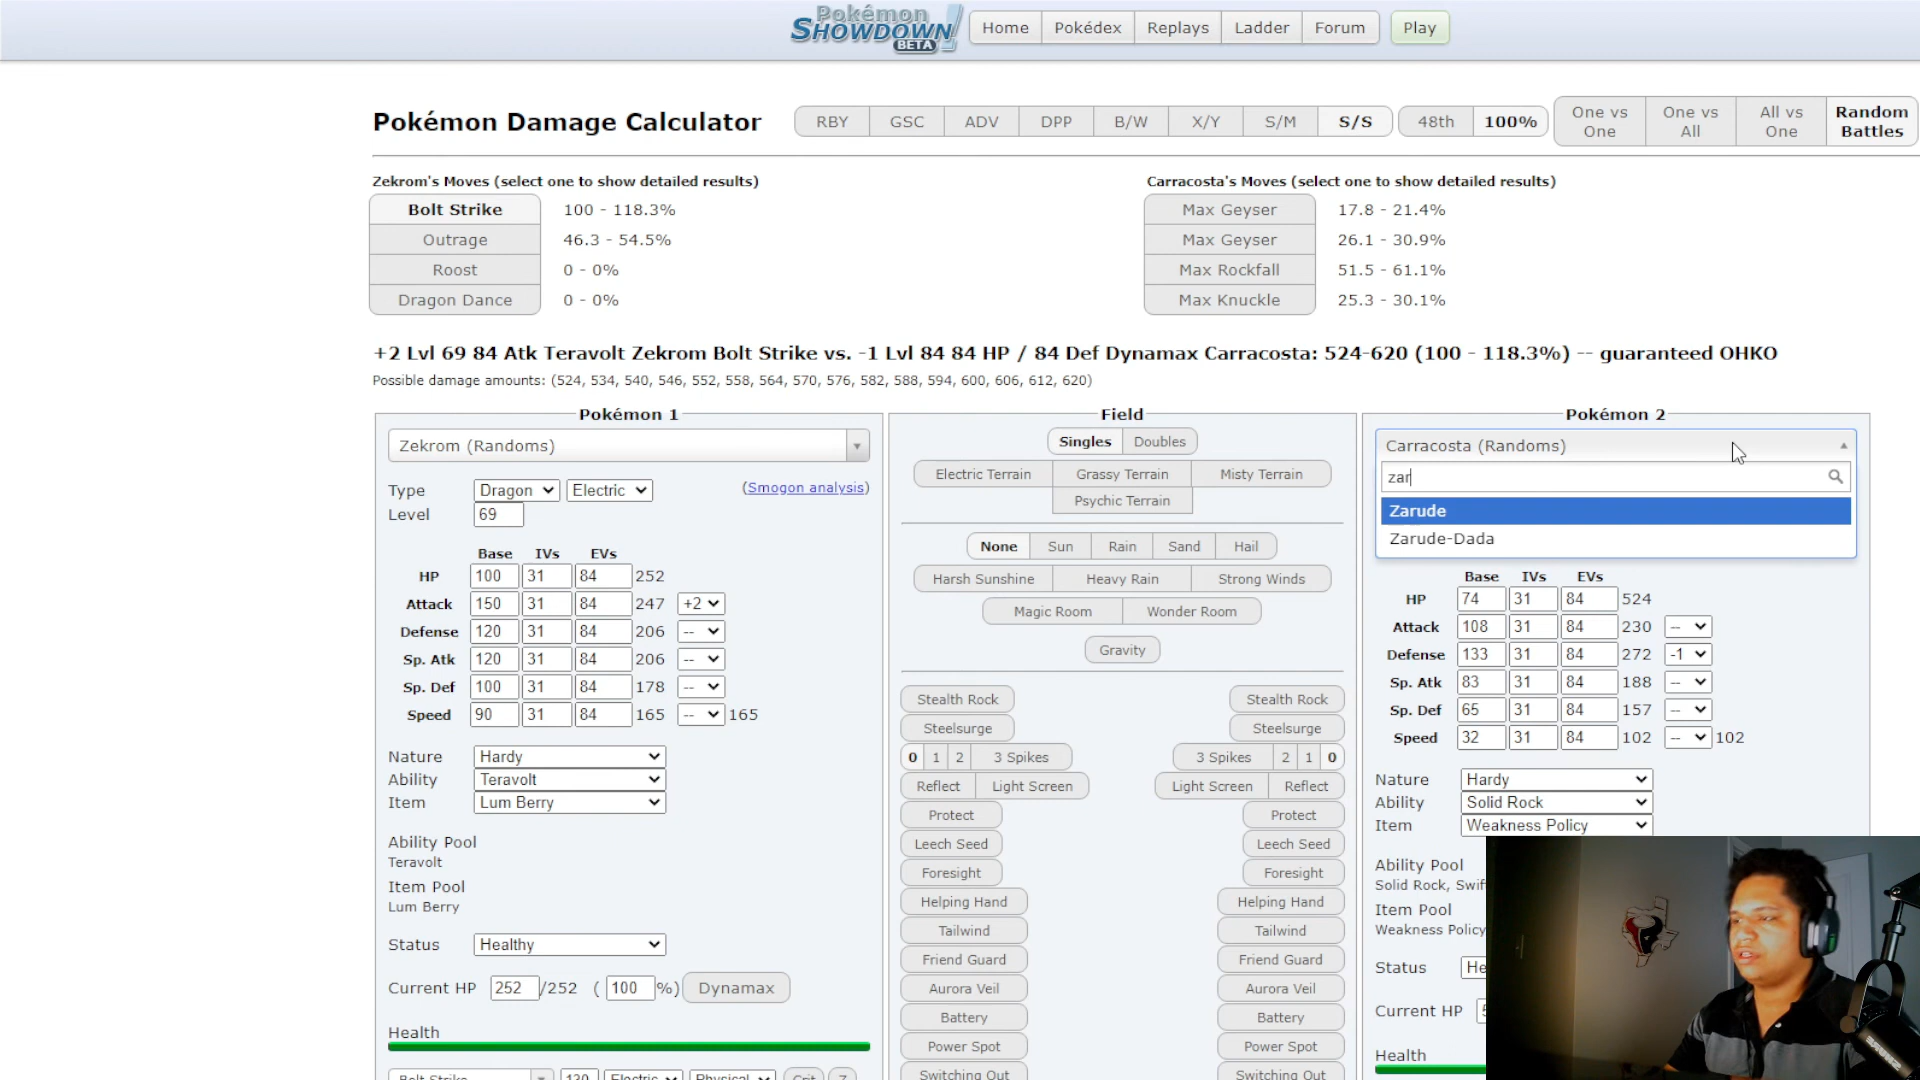 Pokémon
SHOWDOWN!
BETA
Home Pokédex Replays Ladder Forum Play
Pokémon Damage Calculator
RBY GSC ADV DPP B/W X/Y S/M S/S
48th 100%
One vs One
One vs All
All vs One
Random Battles
Zekrom's Moves (select one to show detailed results)
Bolt Strike 100 - 118.3%
Outrage 46.3 - 54.5%
Roost 0 - 0%
Dragon Dance 0 - 0%
Carracosta's Moves (select one to show detailed results)
Max Geyser 17.8 - 21.4%
Max Geyser 26.1 - 30.9%
Max Rockfall 51.5 - 61.1%
Max Knuckle 25.3 - 30.1%
+2 Lvl 69 84 Atk Teravolt Zekrom Bolt Strike vs. -1 Lvl 84 84 HP / 84 Def Dynamax Carracosta: 524-620 (100 - 118.3%) -- guaranteed OHKO
Possible damage amounts: (524, 534, 540, 546, 552, 558, 564, 570, 576, 582, 588, 594, 600, 606, 612, 620)
Pokémon 1
Zekrom (Randoms)
Type Dragon Electric (Smogon analysis)
Level 69
Base IVs EVs
HP 100 31 84 252
Attack 150 31 84 247 +2
Defense 120 31 84 206 --
Sp. Atk 120 31 84 206 --
Sp. Def 100 31 84 178 --
Speed 90 31 84 165 -- 165
Nature Hardy
Ability Teravolt
Item Lum Berry
Ability Pool
Teravolt
Item Pool
Lum Berry
Status Healthy
Current HP 252 /252 ( 100 %) Dynamax
Health
Bolt Strike 130 Electric Physical Crit Z
Field
Singles Doubles
Electric Terrain Grassy Terrain Misty Terrain
Psychic Terrain
None Sun Rain Sand Hail
Harsh Sunshine Heavy Rain Strong Winds
Magic Room Wonder Room
Gravity
Stealth Rock Stealth Rock
Steelsurge Steelsurge
0 1 2 3 Spikes 3 Spikes 2 1 0
Reflect Light Screen Light Screen Reflect
Protect Protect
Leech Seed Leech Seed
Foresight Foresight
Helping Hand Helping Hand
Tailwind Tailwind
Friend Guard Friend Guard
Aurora Veil Aurora Veil
Battery Battery
Power Spot Power Spot
Switching Out Switching Out
Pokémon 2
Carracosta (Randoms)
zar
Zarude
Zarude-Dada
Base IVs EVs
HP 74 31 84 524
Attack 108 31 84 230 --
Defense 133 31 84 272 -1
Sp. Atk 83 31 84 188 --
Sp. Def 65 31 84 157 --
Speed 32 31 84 102 -- 102
Nature Hardy
Ability Solid Rock
Item Weakness Policy
Ability Pool
Solid Rock, Swif
Item Pool
Weakness Policy
Status He
Current HP 5
Health